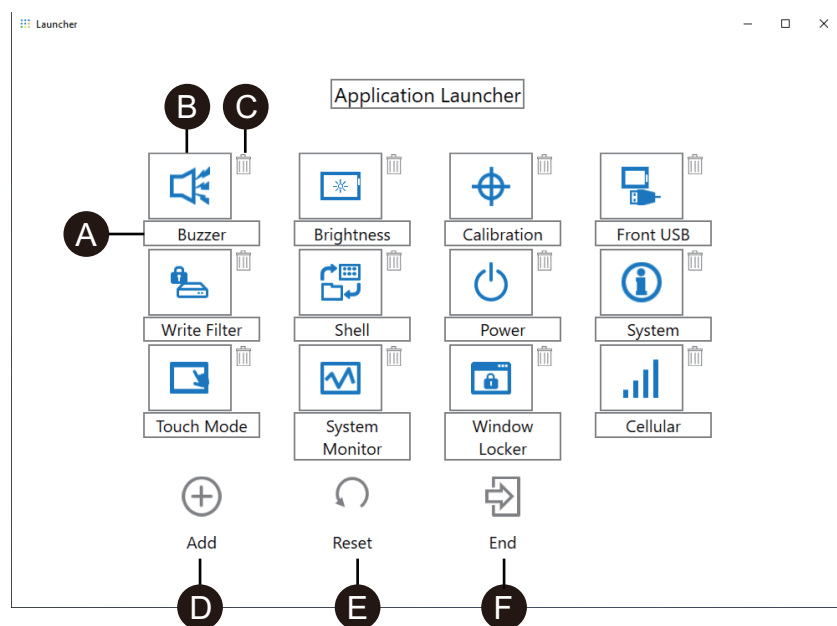 Launcher
Application Launcher
B C
A
Buzzer Brightness Calibration Front USB
Write Filter Shell Power System
Touch Mode System Monitor Window Locker Cellular
Add Reset End
D E F